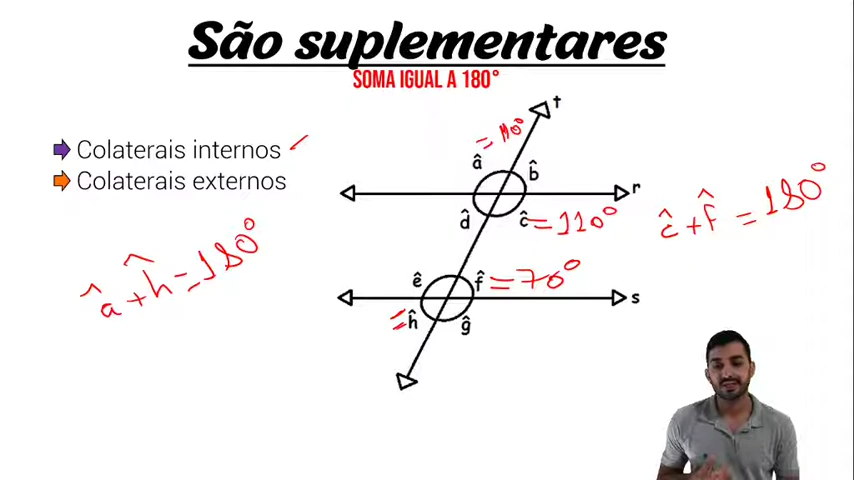 São suplementares
SOMA IGUAL A 180°
Colaterais internos
Colaterais externos
t
= 110°
â
b̂
r
d̂
ĉ = 110°
ĉ + f̂ = 180°
â + ĥ = 180°
ê
f̂ = 70°
s
= ĥ
ĝ